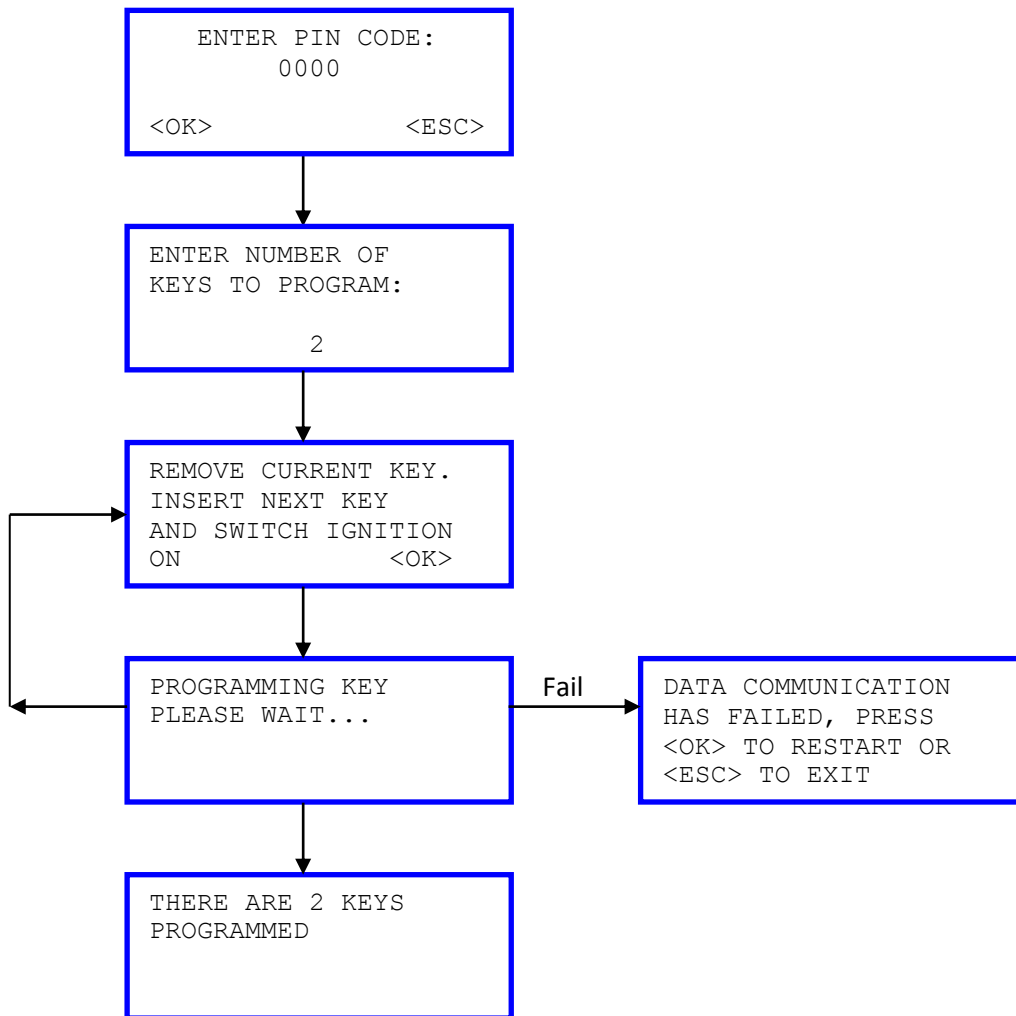 ENTER PIN CODE:
0000
<OK> <ESC>
ENTER NUMBER OF
KEYS TO PROGRAM:
2
REMOVE CURRENT KEY.
INSERT NEXT KEY
AND SWITCH IGNITION
ON <OK>
PROGRAMMING KEY
PLEASE WAIT...
Fail
DATA COMMUNICATION
HAS FAILED, PRESS
<OK> TO RESTART OR
<ESC> TO EXIT
THERE ARE 2 KEYS
PROGRAMMED